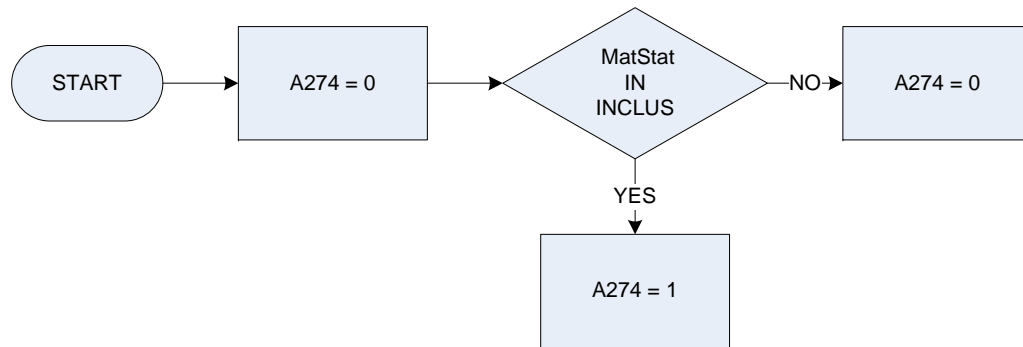 START
A274 = 0
MatStat
IN
INCLUS
NO
A274 = 0
YES
A274 = 1